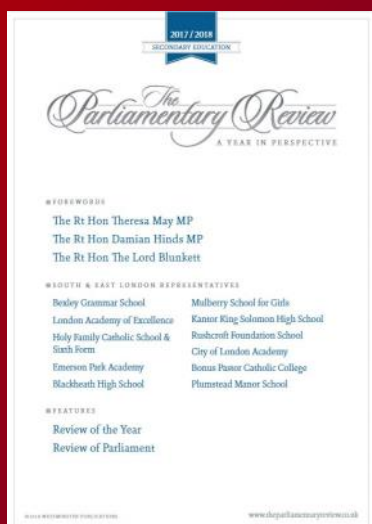 2017 / 2018
SECONDARY EDUCATION
The
Parliamentary Review
A YEAR IN PERSPECTIVE
FOREWORDS
The Rt Hon Theresa May MP
The Rt Hon Damian Hinds MP
The Rt Hon The Lord Blunkett
SOUTH & EAST LONDON REPRESENTATIVES
Bexley Grammar School
London Academy of Excellence
Holy Family Catholic School &
Sixth Form
Emerson Park Academy
Blackheath High School
Mulberry School for Girls
Kantor King Solomon High School
Rushcroft Foundation School
City of London Academy
Bonus Pastor Catholic College
Plumstead Manor School
FEATURES
Review of the Year
Review of Parliament
©2018 WESTMINSTER PUBLICATIONS
www.theparliamentaryreview.co.uk